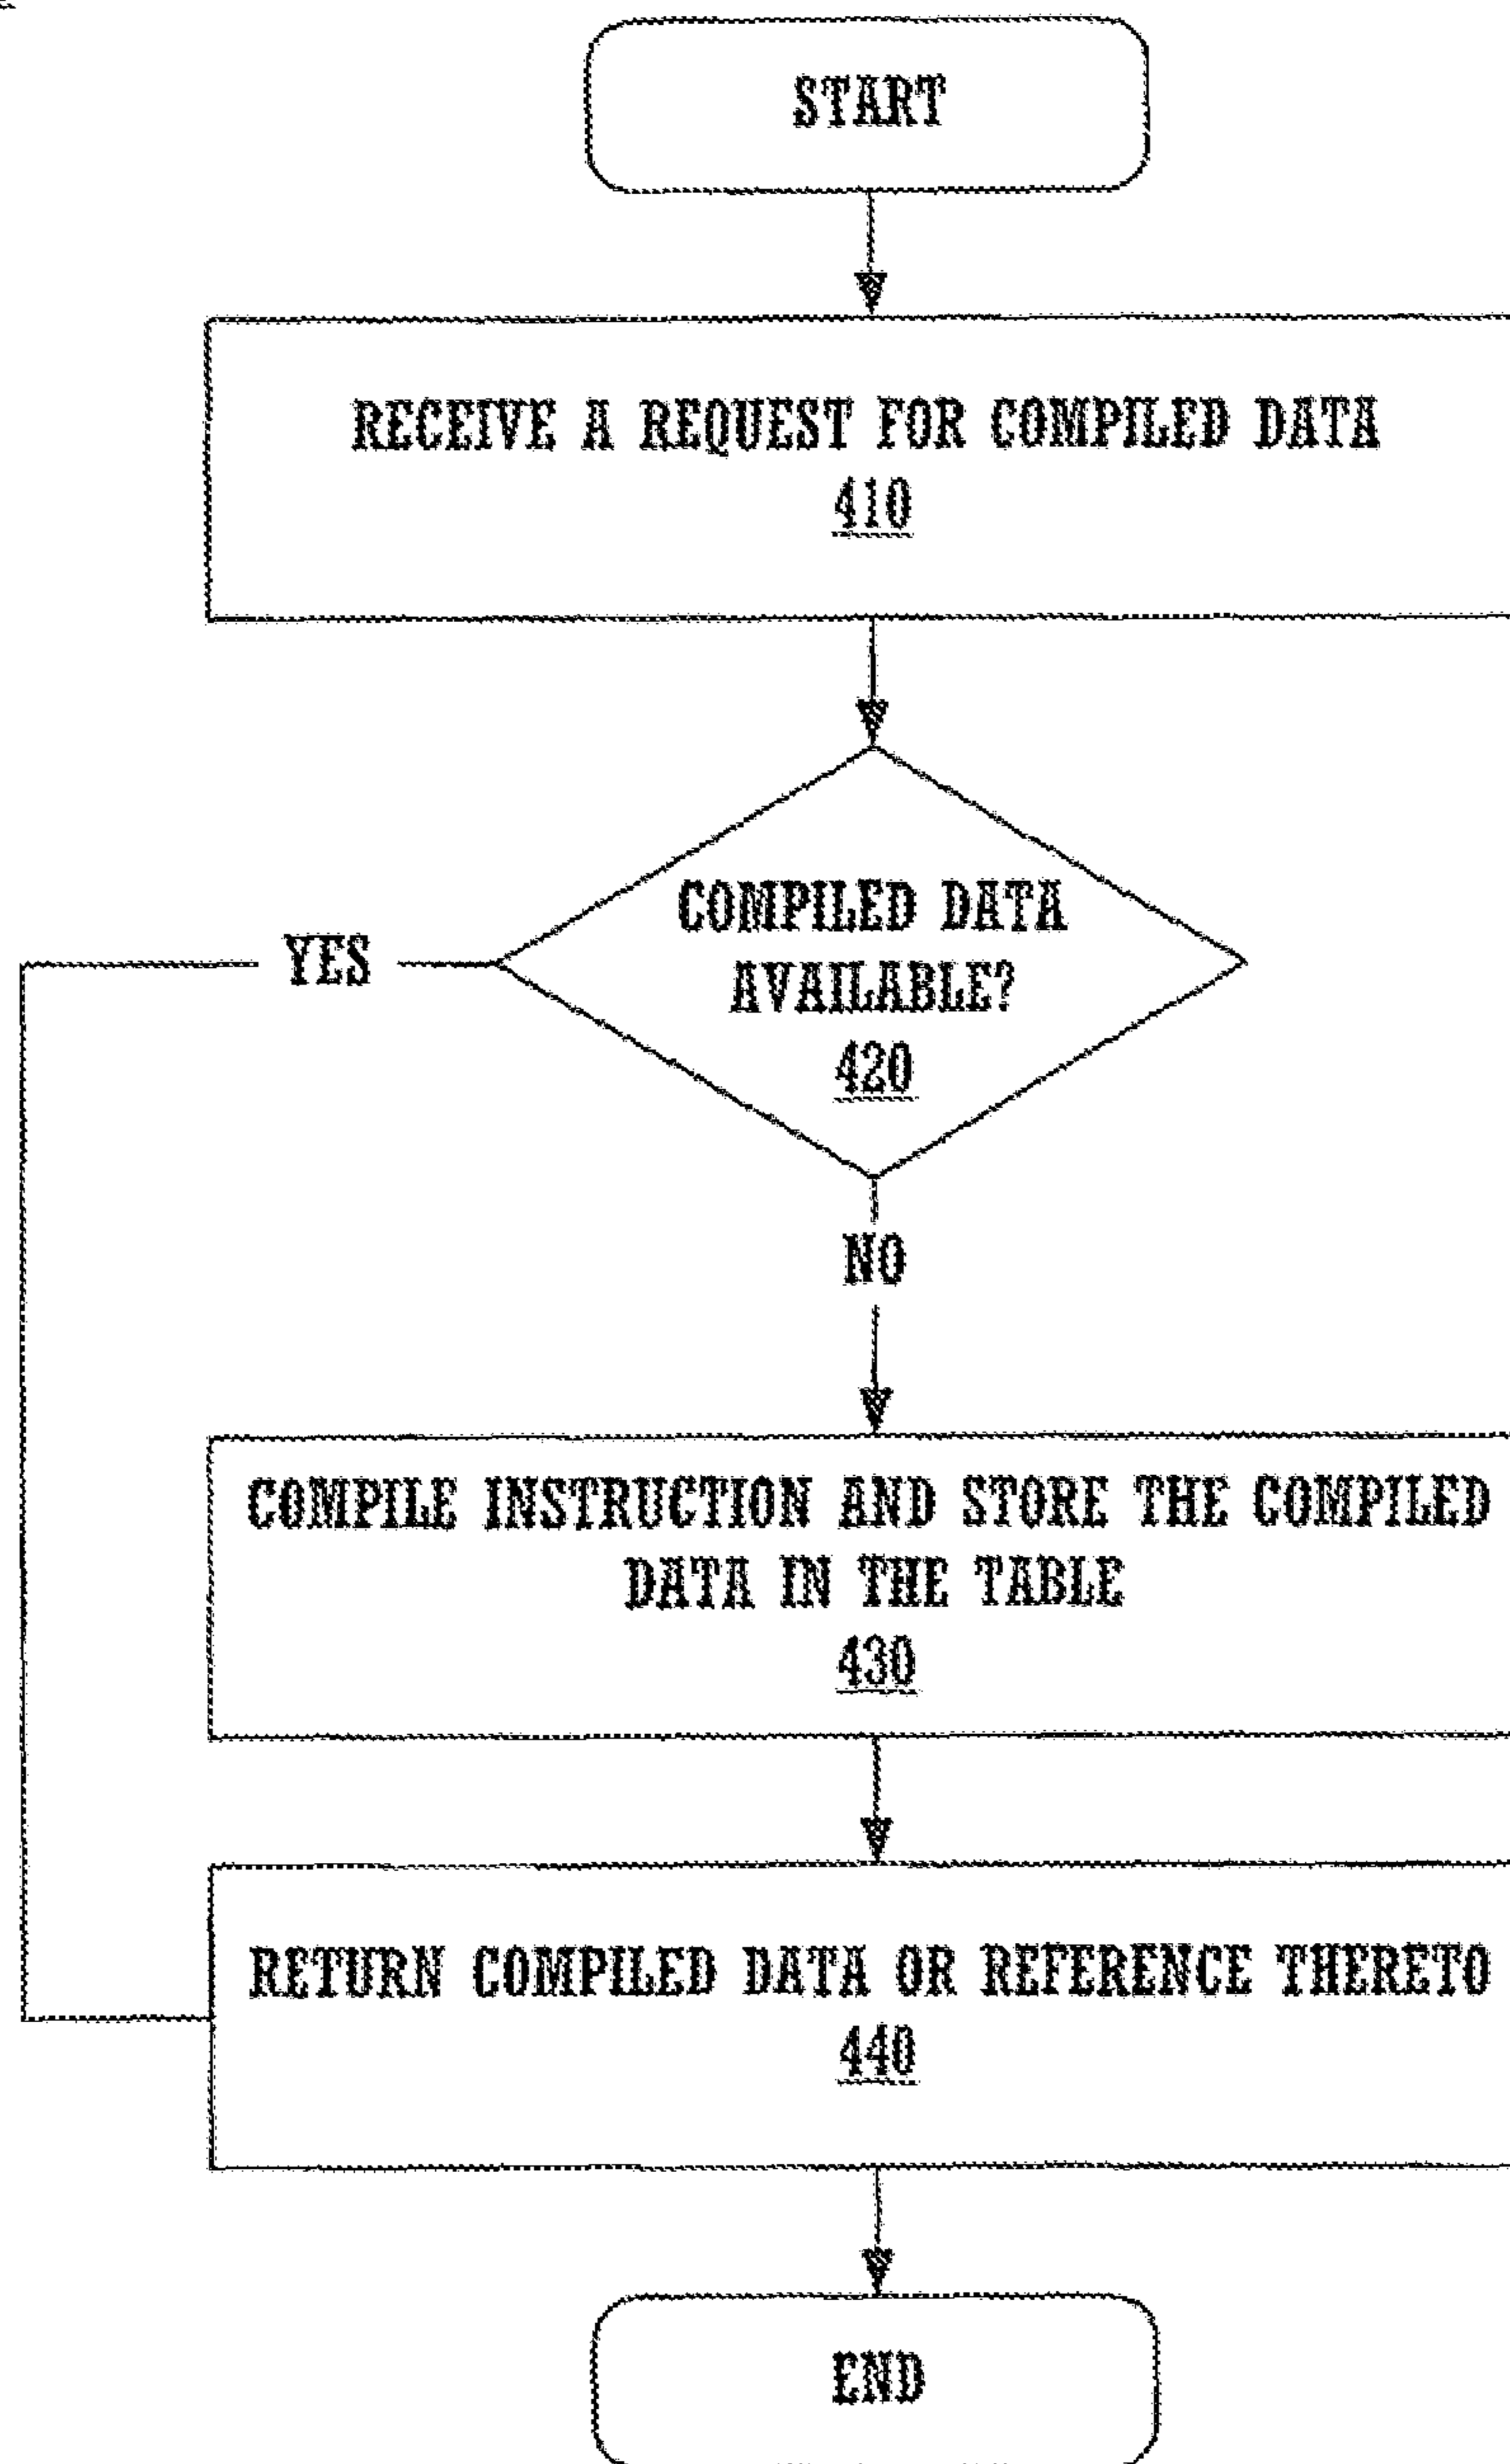 START
RECEIVE A REQUEST FOR COMPILED DATA
410
COMPILED DATA
AVAILABLE?
420
YES
NO
COMPILE INSTRUCTION AND STORE THE COMPILED
DATA IN THE TABLE
430
RETURN COMPILED DATA OR REFERENCE THERETO
440
END